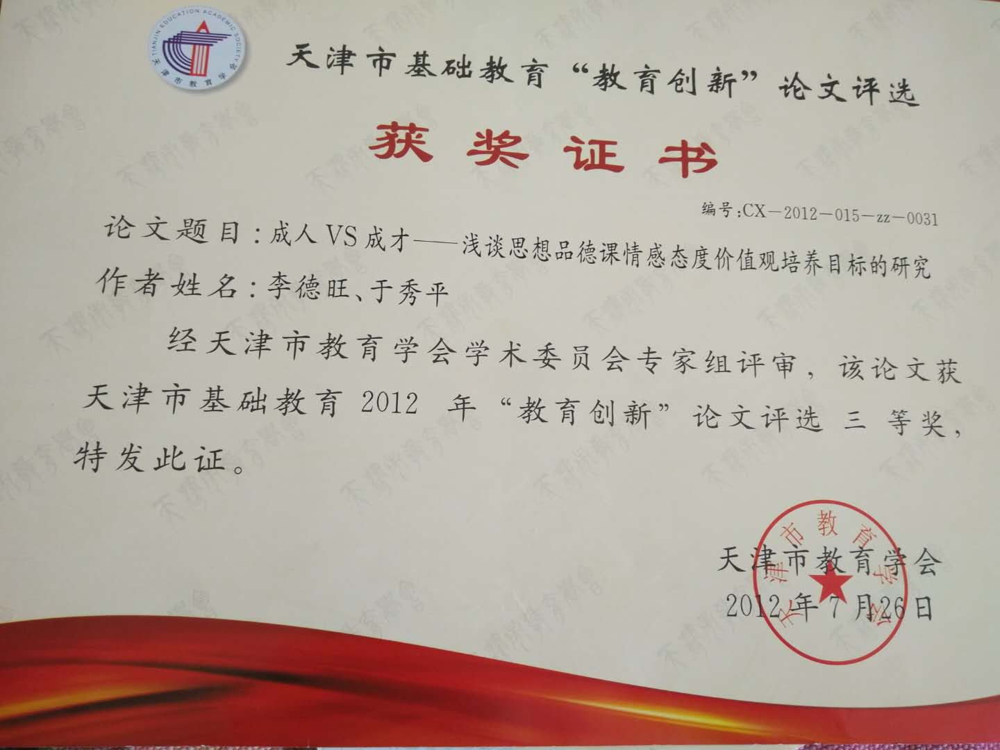 TIANJIN EDUCATION ACADEMIC SOCIETY
天津市教育学会
天津市基础教育“教育创新”论文评选
获奖证书
编号:CX－2012－015－zz－0031
论文题目:成人VS成才——浅谈思想品德课情感态度价值观培养目标的研究
作者姓名:李德旺、于秀平
经天津市教育学会学术委员会专家组评审，该论文获
天津市基础教育 2012 年“教育创新”论文评选 三 等奖，
特发此证。
天津市教育学会
天津市教育学会
2012年7月26日